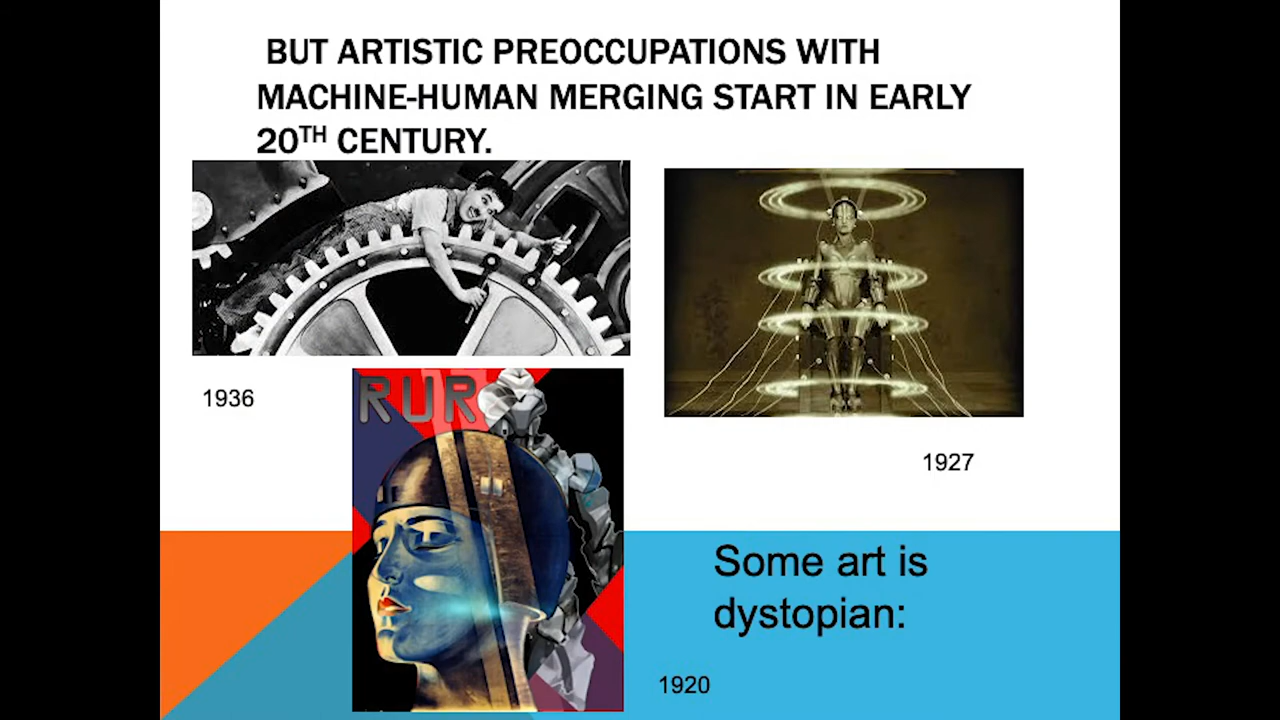 BUT ARTISTIC PREOCCUPATIONS WITH
MACHINE-HUMAN MERGING START IN EARLY
20TH CENTURY.
1936
RUR
1927
Some art is
dystopian:
1920